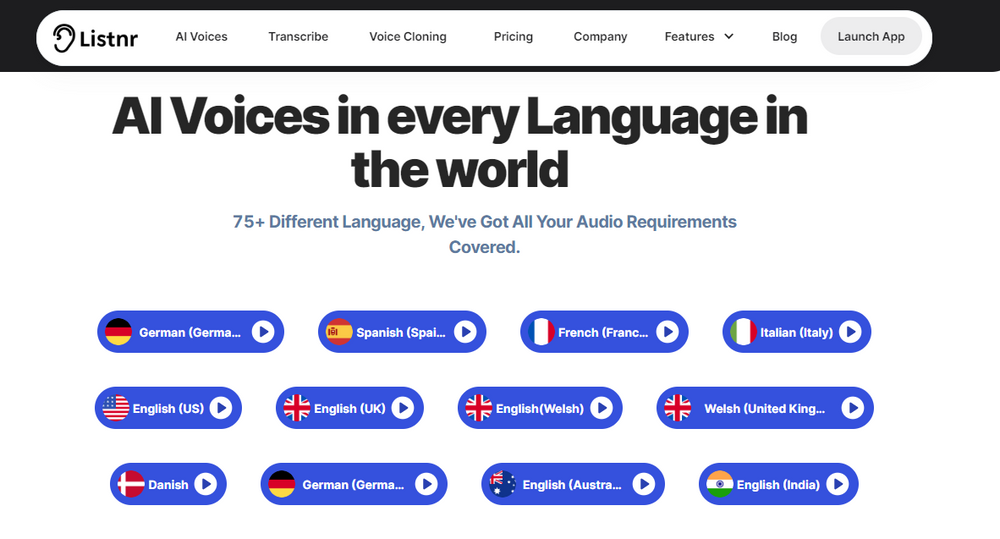 Listnr AI Voices Transcribe Voice Cloning Pricing Company Features Blog Launch App
AI Voices in every Language in
the world
75+ Different Language, We've Got All Your Audio Requirements
Covered.
German (Germa... Spanish (Spai... French (Franc... Italian (Italy)
English (US) English (UK) English(Welsh) Welsh (United King...
Danish German (Germa... English (Austra... English (India)